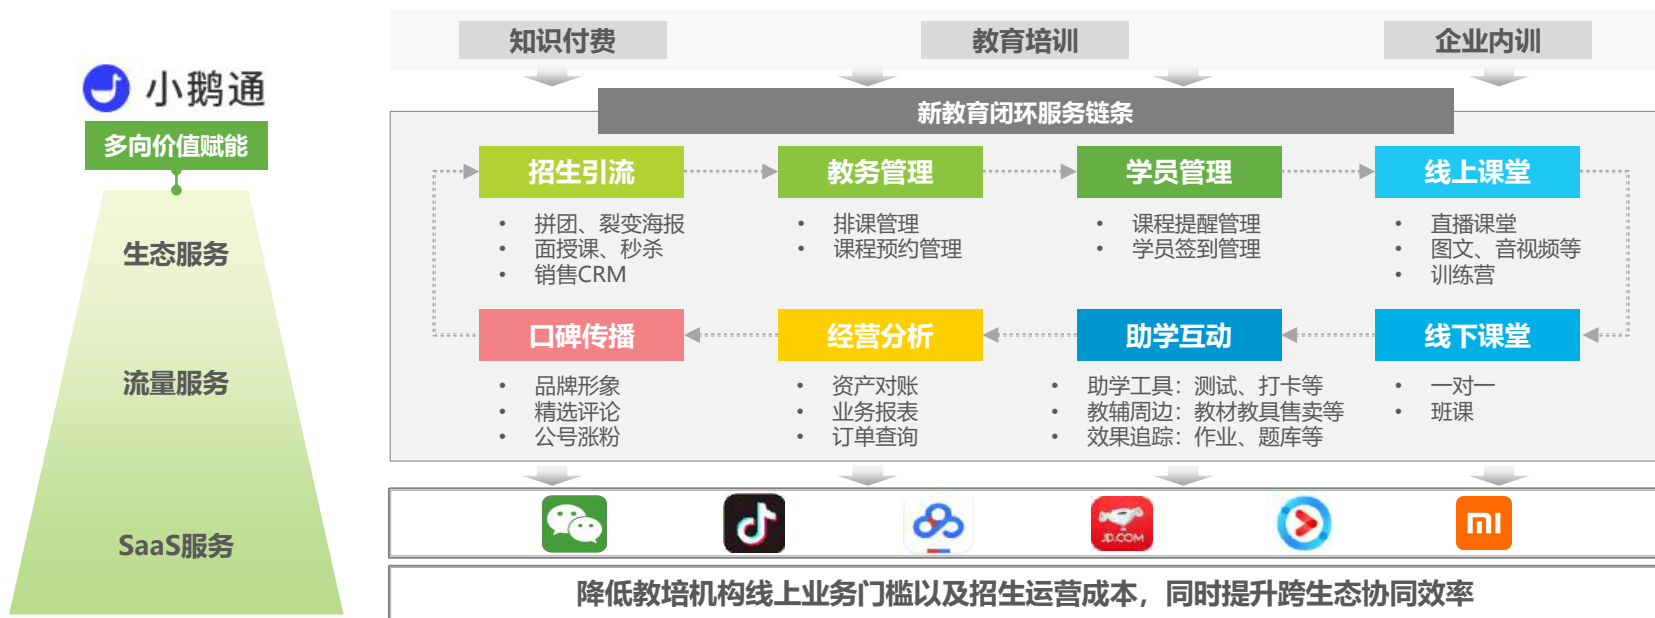 小鹅通
多向价值赋能
生态服务
流量服务
SaaS服务
知识付费
教育培训
企业内训
新教育闭环服务链条
招生引流
• 拼团、裂变海报
• 面授课、秒杀
• 销售CRM
教务管理
• 排课管理
• 课程预约管理
学员管理
• 课程提醒管理
• 学员签到管理
线上课堂
• 直播课堂
• 图文、音视频等
• 训练营
口碑传播
• 品牌形象
• 精选评论
• 公号涨粉
经营分析
• 资产对账
• 业务报表
• 订单查询
助学互动
• 助学工具：测试、打卡等
• 教辅周边：教材教具售卖等
• 效果追踪：作业、题库等
线下课堂
• 一对一
• 班课
JD.COM
mi
降低教培机构线上业务门槛以及招生运营成本，同时提升跨生态协同效率